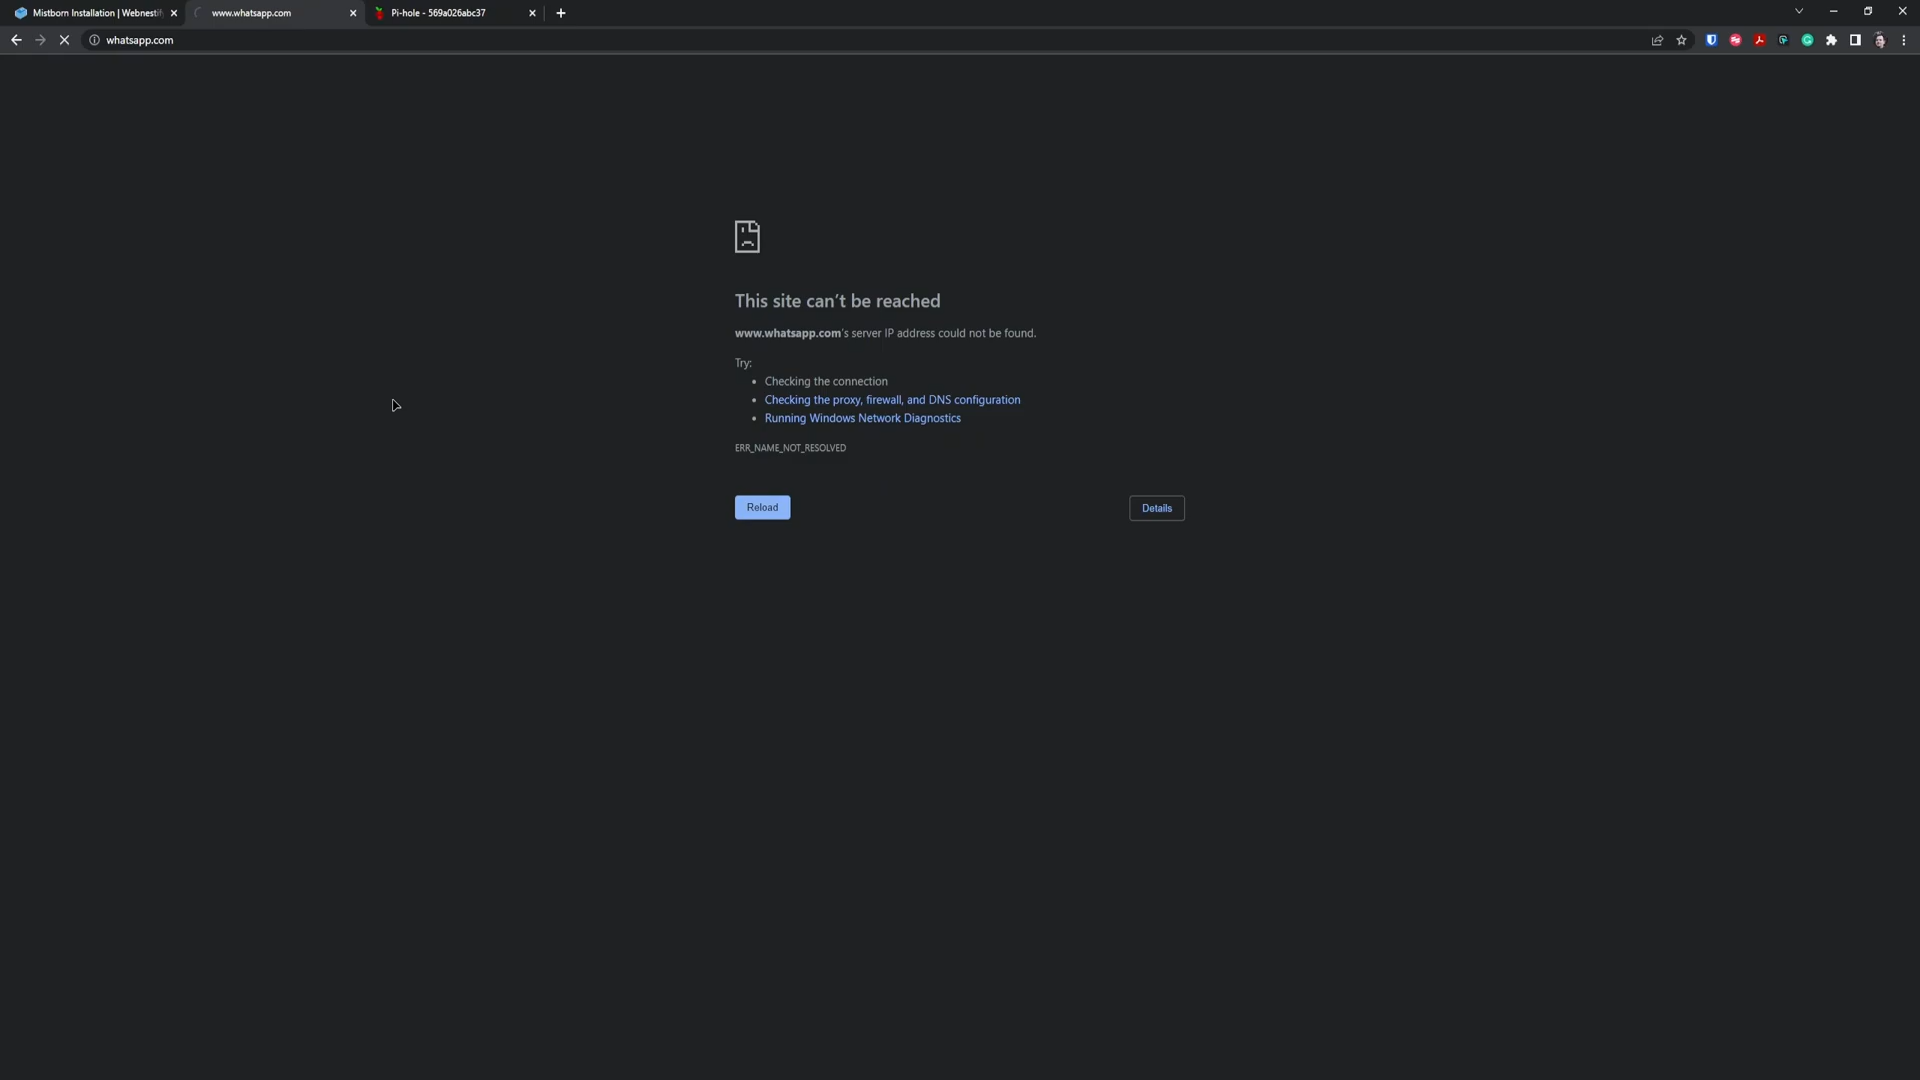 Mistborn Installation | Webnestif
www.whatsapp.com
Pi-hole - 569a026abc37
whatsapp.com
This site can't be reached
www.whatsapp.com's server IP address could not be found.
Try:
Checking the connection
Checking the proxy, firewall, and DNS configuration
Running Windows Network Diagnostics
ERR_NAME_NOT_RESOLVED
Reload
Details